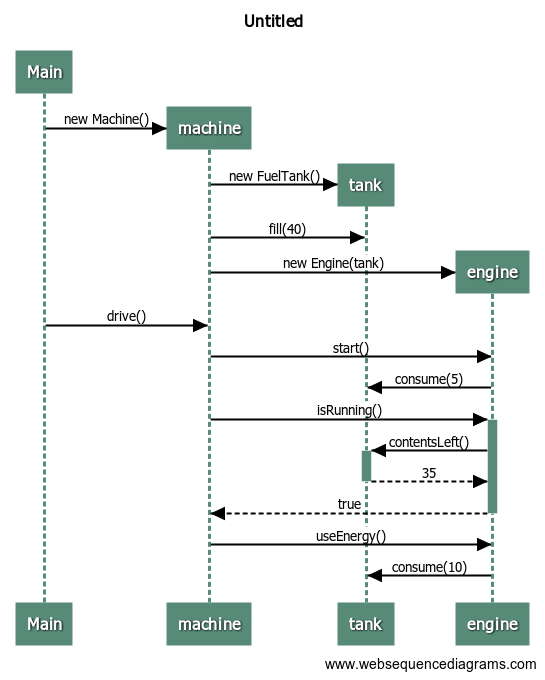 Untitled
Main
new Machine()
machine
new FuelTank()
tank
fill(40)
new Engine(tank)
engine
drive()
start()
consume(5)
isRunning()
contentsLeft()
35
true
useEnergy()
consume(10)
Main
machine
tank
engine
www.websequencediagrams.com